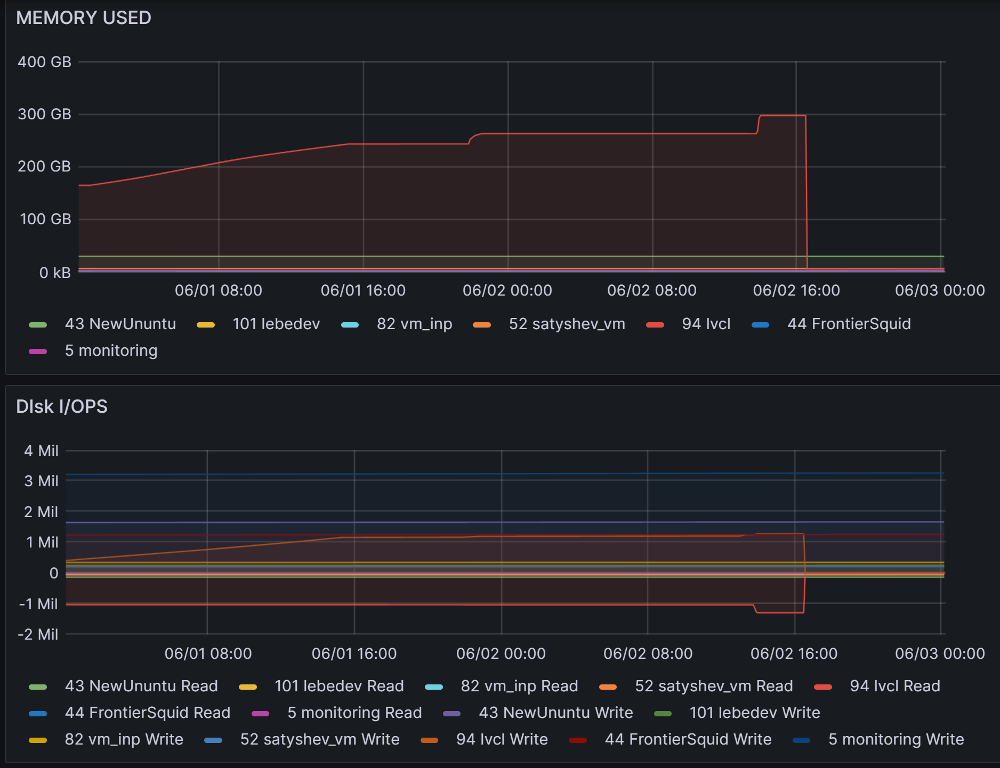 MEMORY USED
400 GB
300 GB
200 GB
100 GB
0 kB
06/01 08:00 06/01 16:00 06/02 00:00 06/02 08:00 06/02 16:00 06/03 00:00
43 NewUnuntu 101 lebedev 82 vm_inp 52 satyshev_vm 94 lvcl 44 FrontierSquid
5 monitoring
DIsk I/OPS
4 Mil
3 Mil
2 Mil
1 Mil
0
-1 Mil
-2 Mil
06/01 08:00 06/01 16:00 06/02 00:00 06/02 08:00 06/02 16:00 06/03 00:00
43 NewUnuntu Read 101 lebedev Read 82 vm_inp Read 52 satyshev_vm Read 94 lvcl Read
44 FrontierSquid Read 5 monitoring Read 43 NewUnuntu Write 101 lebedev Write
82 vm_inp Write 52 satyshev_vm Write 94 lvcl Write 44 FrontierSquid Write 5 monitoring Write